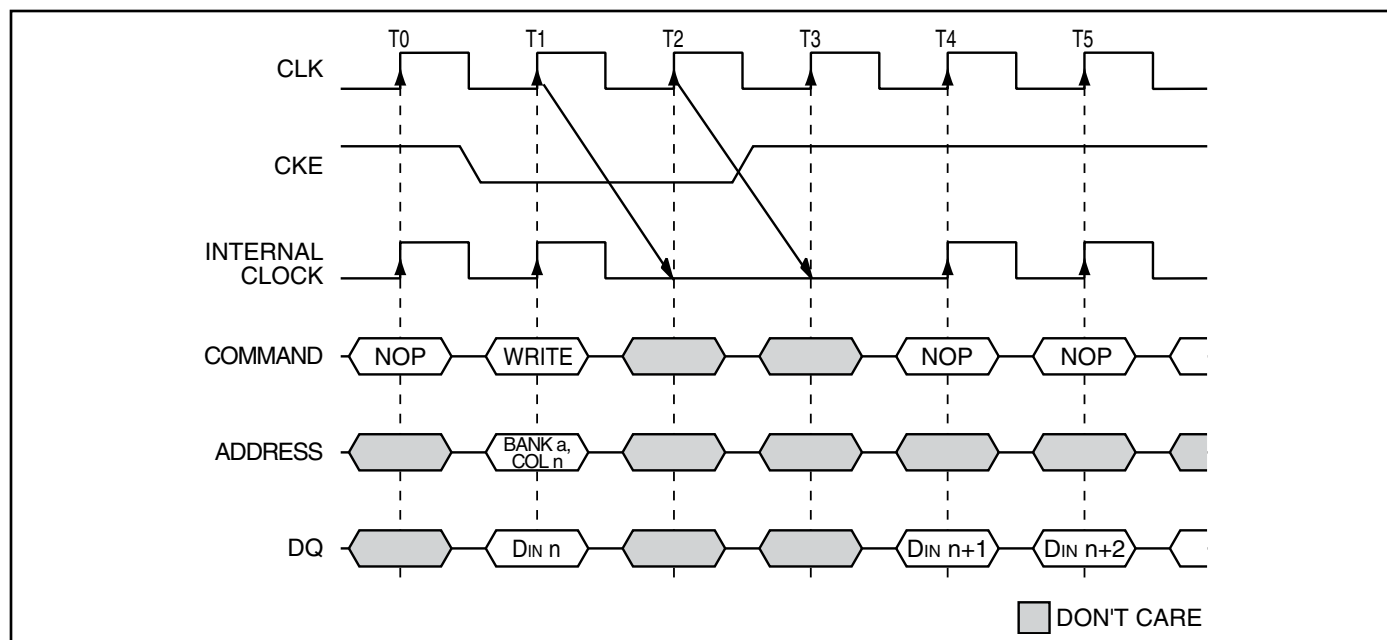 T0 T1 T2 T3 T4 T5
CLK
CKE
INTERNAL
CLOCK
COMMAND NOP WRITE NOP NOP
ADDRESS BANK a,
COL n
DQ DIN n DIN n+1 DIN n+2
DON'T CARE